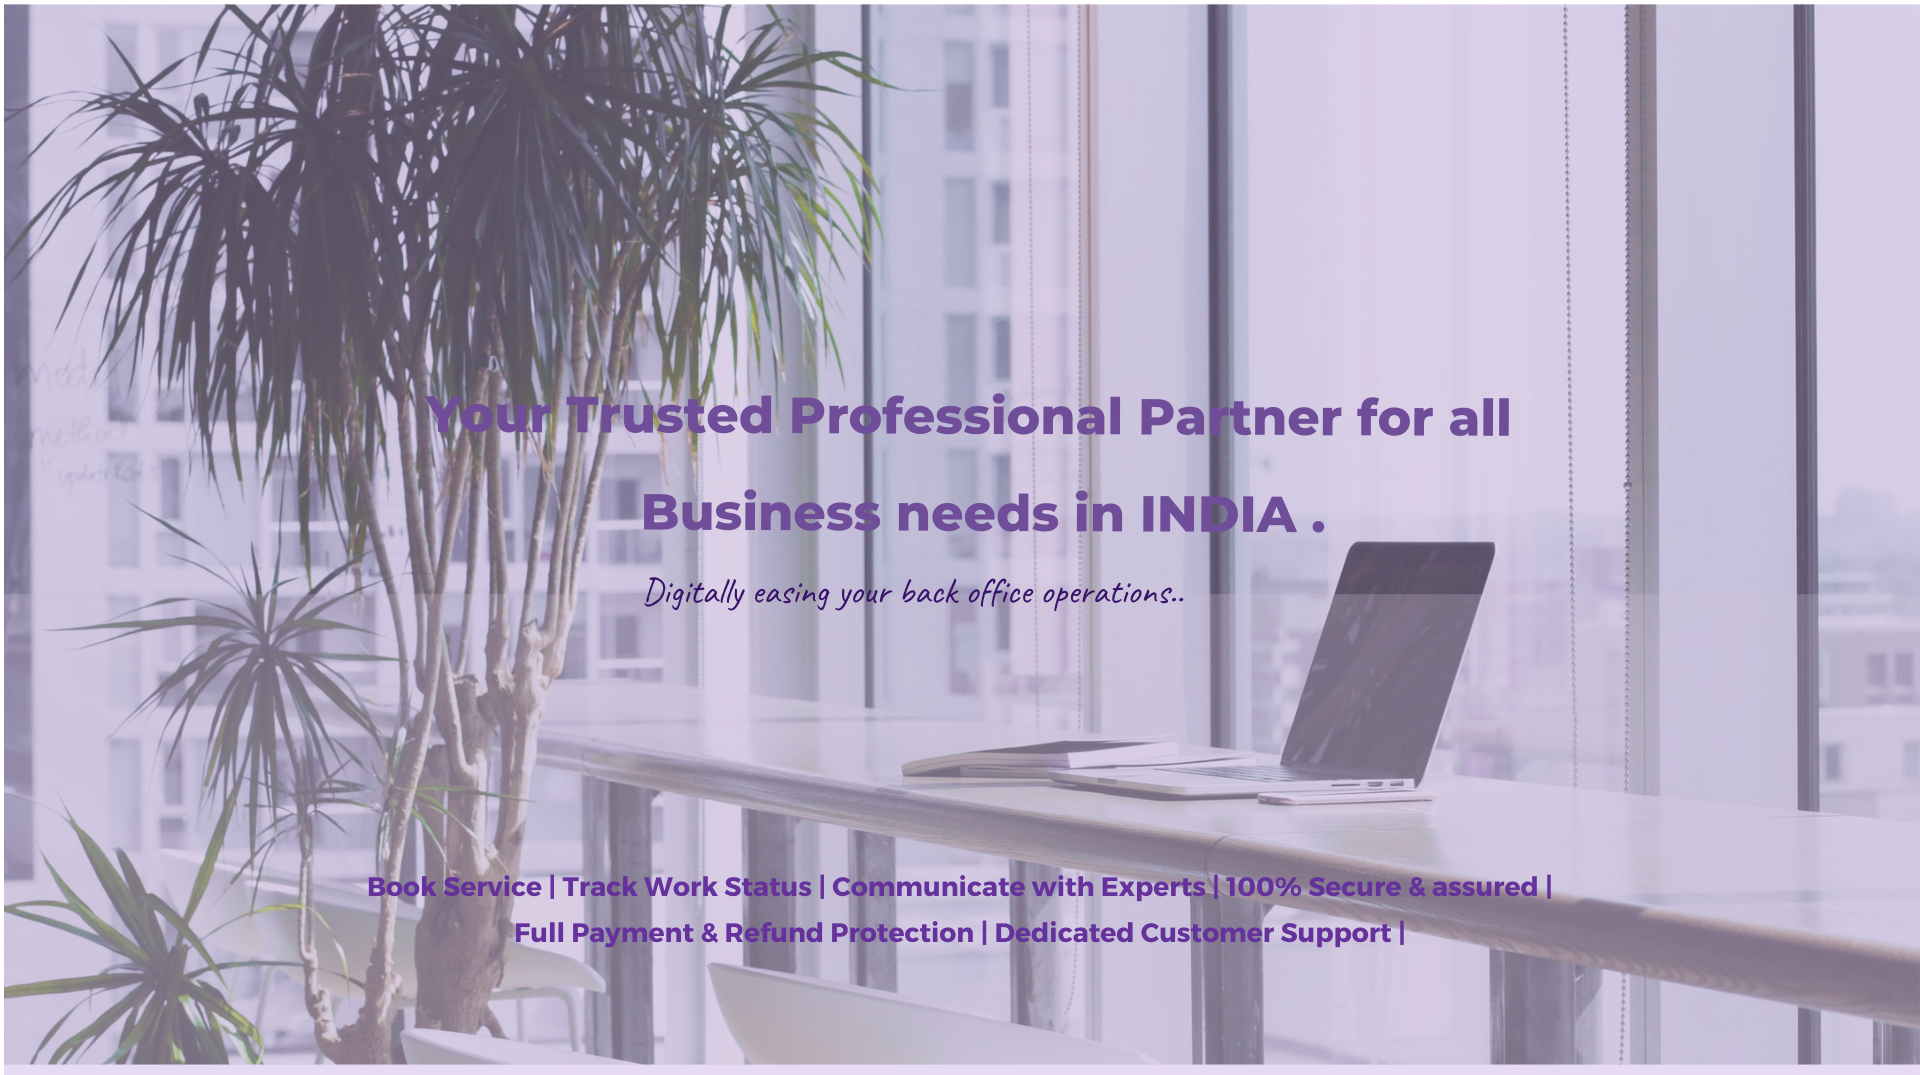 Your Trusted Professional Partner for all
Business needs in INDIA .
Digitally easing your back office operations..
Book Service | Track Work Status | Communicate with Experts | 100% Secure & assured |
Full Payment & Refund Protection | Dedicated Customer Support |